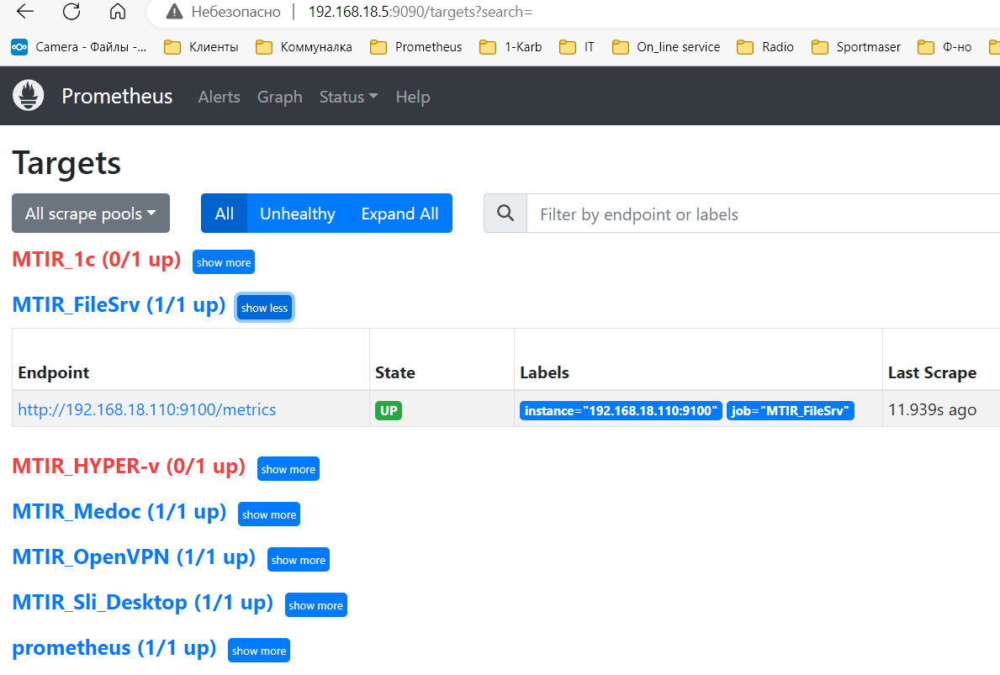 Небезопасно | 192.168.18.5:9090/targets?search=
Camera - Файлы -... Клиенты Коммуналка Prometheus 1-Karb IT On_line service Radio Sportmaser Ф-но
Prometheus Alerts Graph Status Help
Targets
All scrape pools All Unhealthy Expand All Filter by endpoint or labels
MTIR_1c (0/1 up) show more
MTIR_FileSrv (1/1 up) show less
Endpoint State Labels Last Scrape
http://192.168.18.110:9100/metrics UP instance="192.168.18.110:9100" job="MTIR_FileSrv" 11.939s ago
MTIR_HYPER-v (0/1 up) show more
MTIR_Medoc (1/1 up) show more
MTIR_OpenVPN (1/1 up) show more
MTIR_Sli_Desktop (1/1 up) show more
prometheus (1/1 up) show more